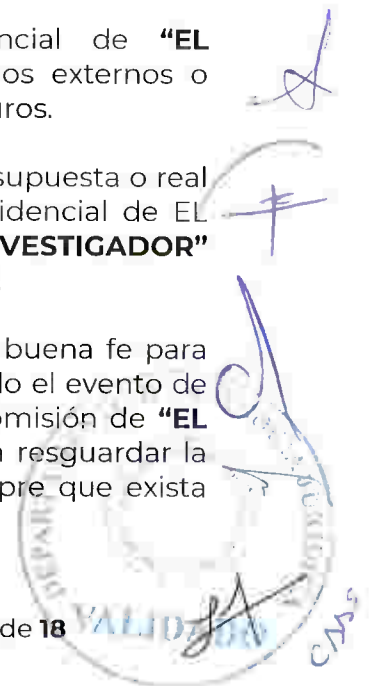 ncial de “EL
os externos o
uros.
supuesta o real
idencial de EL
VESTIGADOR”
buena fe para
do el evento de
omisión de “EL
resguardar la
pre que exista
de 18
VALIDADO